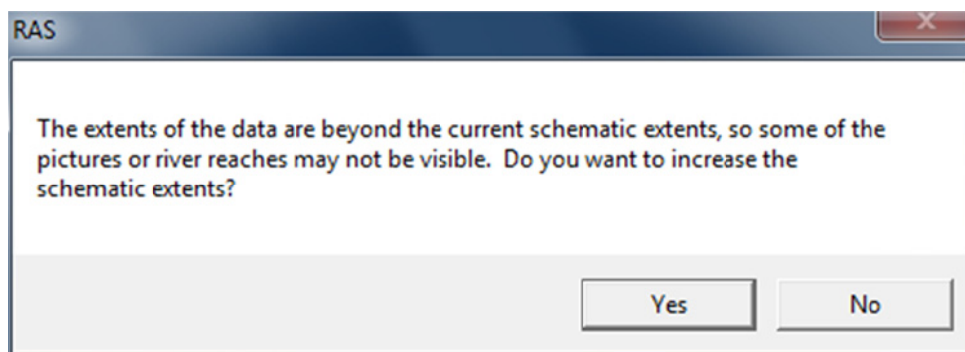 RAS
The extents of the data are beyond the current schematic extents, so some of the
pictures or river reaches may not be visible.  Do you want to increase the
schematic extents?
Yes No